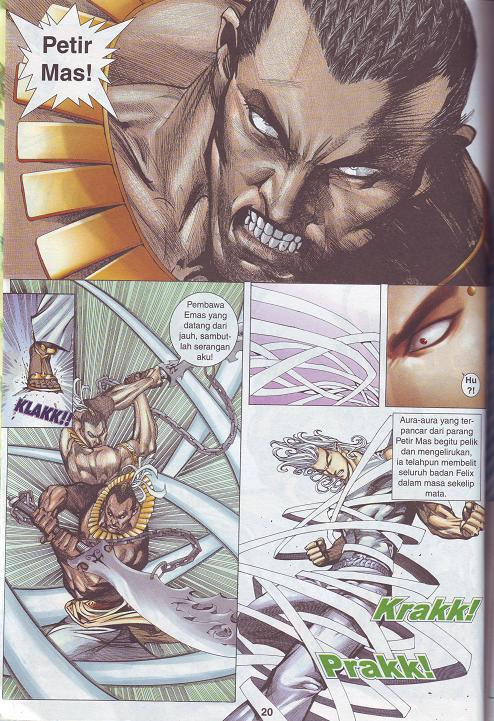 Petir
Mas!
KLAKK!!
Pembawa
Emas yang
datang dari
jauh, sambut-
lah serangan
aku!
Hu
?!
Aura-aura yang ter-
pancar dari parang
Petir Mas begitu pelik
dan mengelirukan,
ia telahpun membelit
seluruh badan Felix
dalam masa sekelip
mata.
Krakk!
Prakk!
20